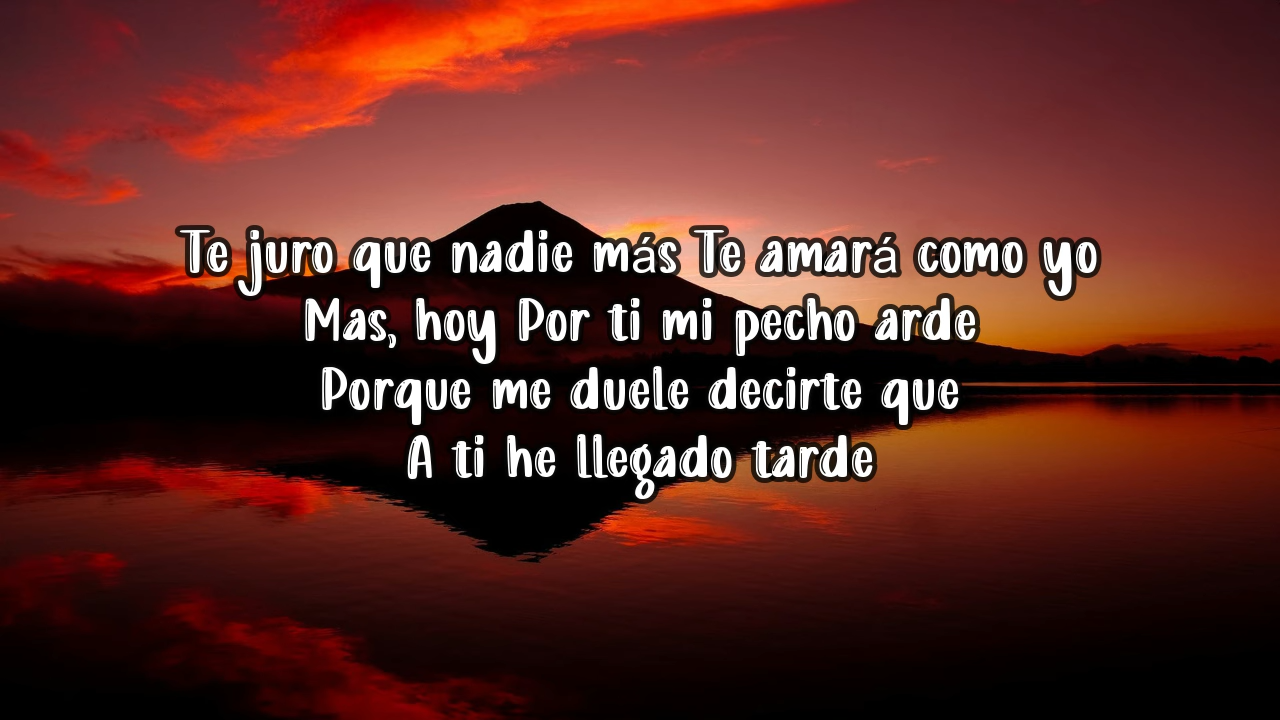 Te juro que nadie más Te amará como yo
Mas, hoy Por ti mi pecho arde
Porque me duele decirte que
A ti he llegado tarde